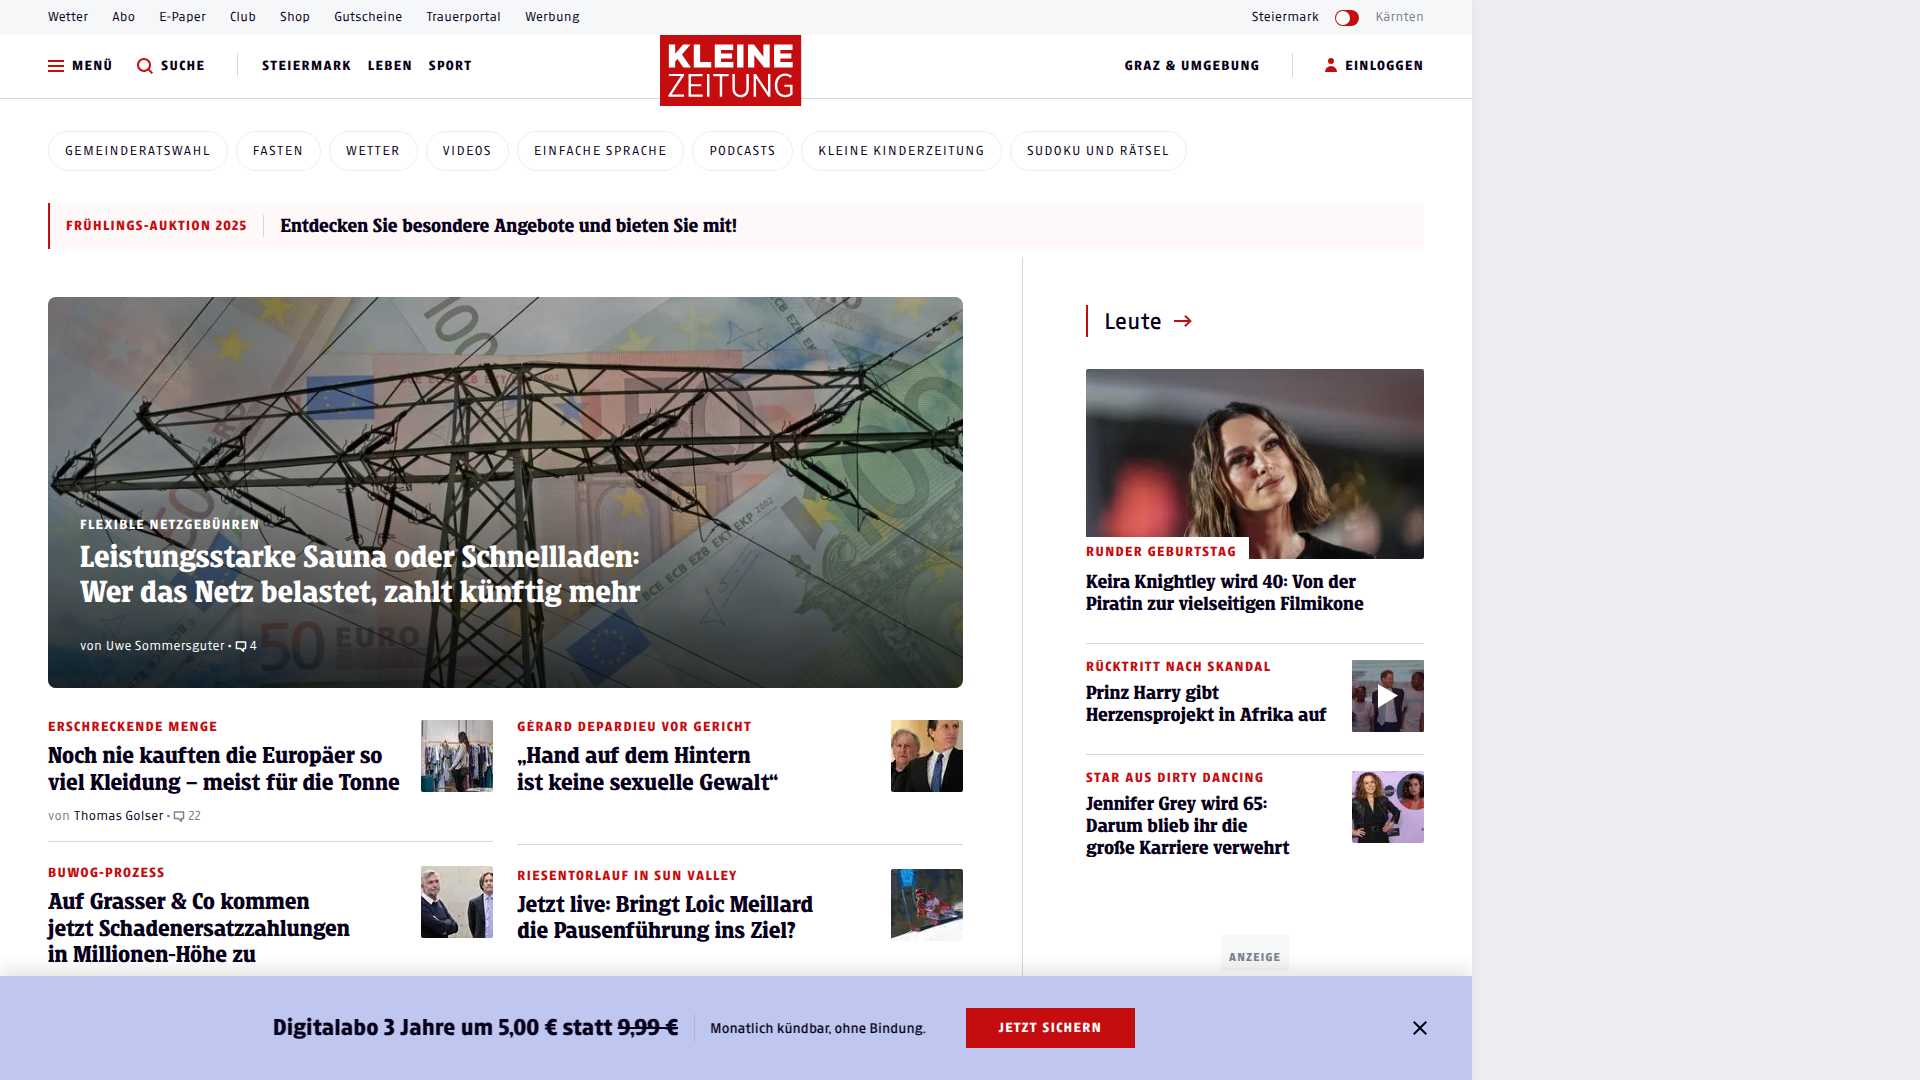 Wetter Abo E-Paper Club Shop Gutscheine Trauerportal Werbung Steiermark Kärnten
MENÜ SUCHE STEIERMARK LEBEN SPORT KLEINE ZEITUNG GRAZ & UMGEBUNG EINLOGGEN
GEMEINDERATSWAHL FASTEN WETTER VIDEOS EINFACHE SPRACHE PODCASTS KLEINE KINDERZEITUNG SUDOKU UND RÄTSEL
FRÜHLINGS-AUKTION 2025 Entdecken Sie besondere Angebote und bieten Sie mit!
FLEXIBLE NETZGEBÜHREN
Leistungsstarke Sauna oder Schnellladen:
Wer das Netz belastet, zahlt künftig mehr
von Uwe Sommersguter • 4
50 EURO
BCE ECB EZB EKT EKP 2002
ERSCHRECKENDE MENGE
Noch nie kauften die Europäer so
viel Kleidung – meist für die Tonne
von Thomas Golser • 22
GÉRARD DEPARDIEU VOR GERICHT
„Hand auf dem Hintern
ist keine sexuelle Gewalt“
BUWOG-PROZESS
Auf Grasser & Co kommen
jetzt Schadenersatzzahlungen
in Millionen-Höhe zu
RIESENTORLAUF IN SUN VALLEY
Jetzt live: Bringt Loic Meillard
die Pausenführung ins Ziel?
Leute
RUNDER GEBURTSTAG
Keira Knightley wird 40: Von der
Piratin zur vielseitigen Filmikone
RÜCKTRITT NACH SKANDAL
Prinz Harry gibt
Herzensprojekt in Afrika auf
STAR AUS DIRTY DANCING
Jennifer Grey wird 65:
Darum blieb ihr die
große Karriere verwehrt
ANZEIGE
Digitalabo 3 Jahre um 5,00 € statt 9,99 € Monatlich kündbar, ohne Bindung. JETZT SICHERN